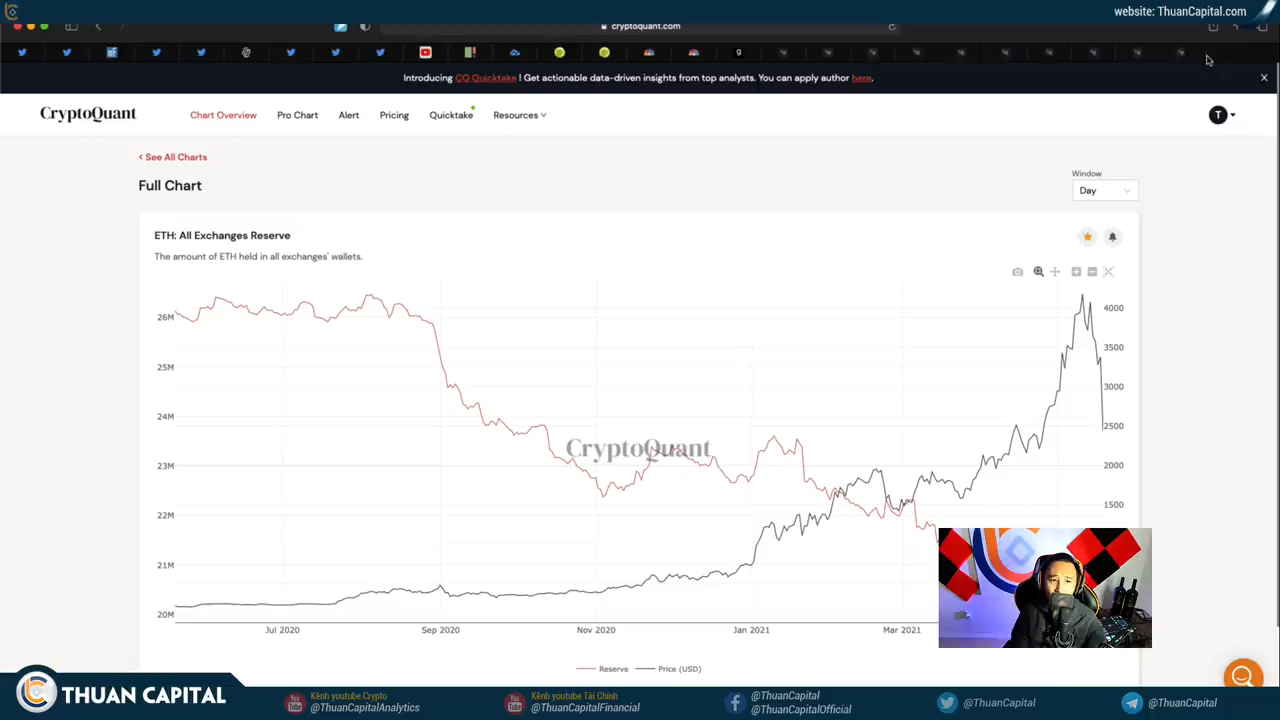 website: ThuanCapital.com
cryptoquant.com
Introducing CQ Quicktake ! Get actionable data-driven insights from top analysts. You can apply author here.
CryptoQuant
Chart Overview
Pro Chart
Alert
Pricing
Quicktake
Resources
T
< See All Charts
Full Chart
Window
Day
ETH: All Exchanges Reserve
The amount of ETH held in all exchanges' wallets.
26M
25M
24M
23M
22M
21M
20M
4000
3500
3000
2500
2000
1500
CryptoQuant
Jul 2020
Sep 2020
Nov 2020
Jan 2021
Mar 2021
Reserve
Price (USD)
THUAN CAPITAL
Kênh youtube Crypto
@ThuanCapitalAnalytics
Kênh youtube Tài Chính
@ThuanCapitalFinancial
@ThuanCapital
@ThuanCapitalOfficial
@ThuanCapital
@ThuanCapital